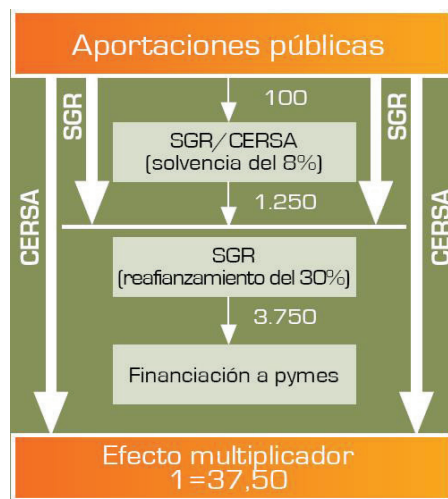 Aportaciones públicas
SGR
SGR
CERSA
CERSA
100
SGR/CERSA
(solvencia del 8%)
1.250
SGR
(reafianzamiento del 30%)
3.750
Financiación a pymes
Efecto multiplicador
1=37,50